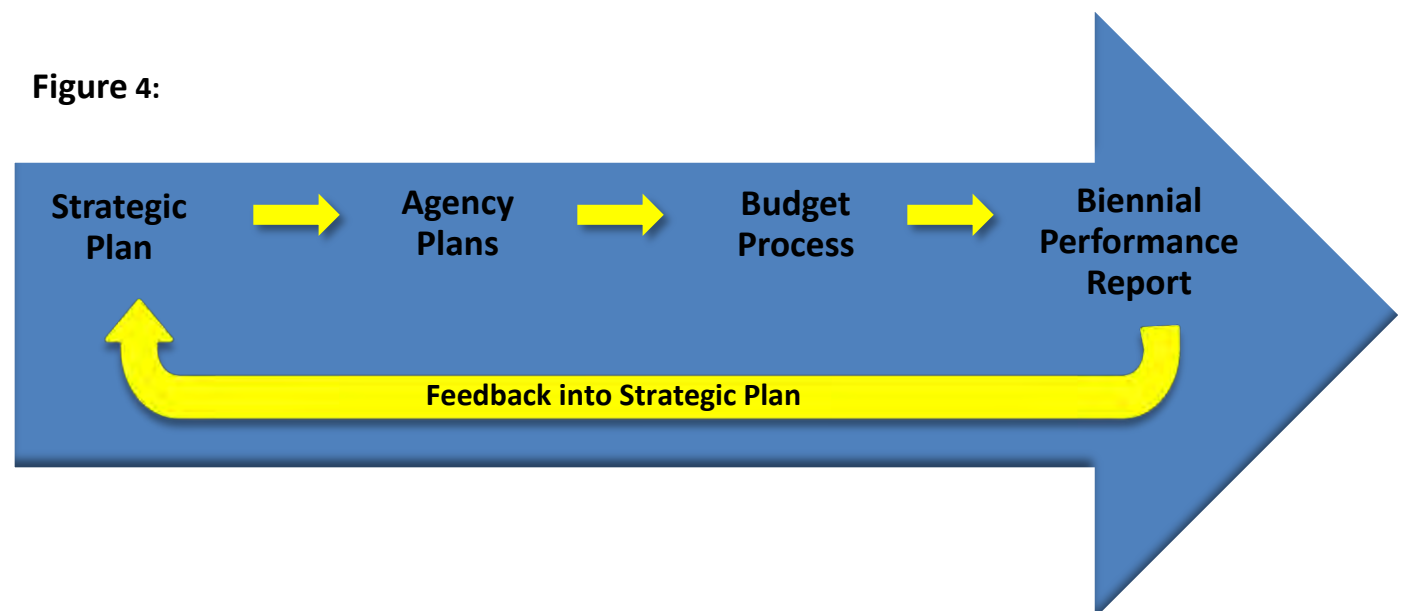 Figure 4:
Strategic
Plan
Agency
Plans
Budget
Process
Biennial
Performance
Report
Feedback into Strategic Plan